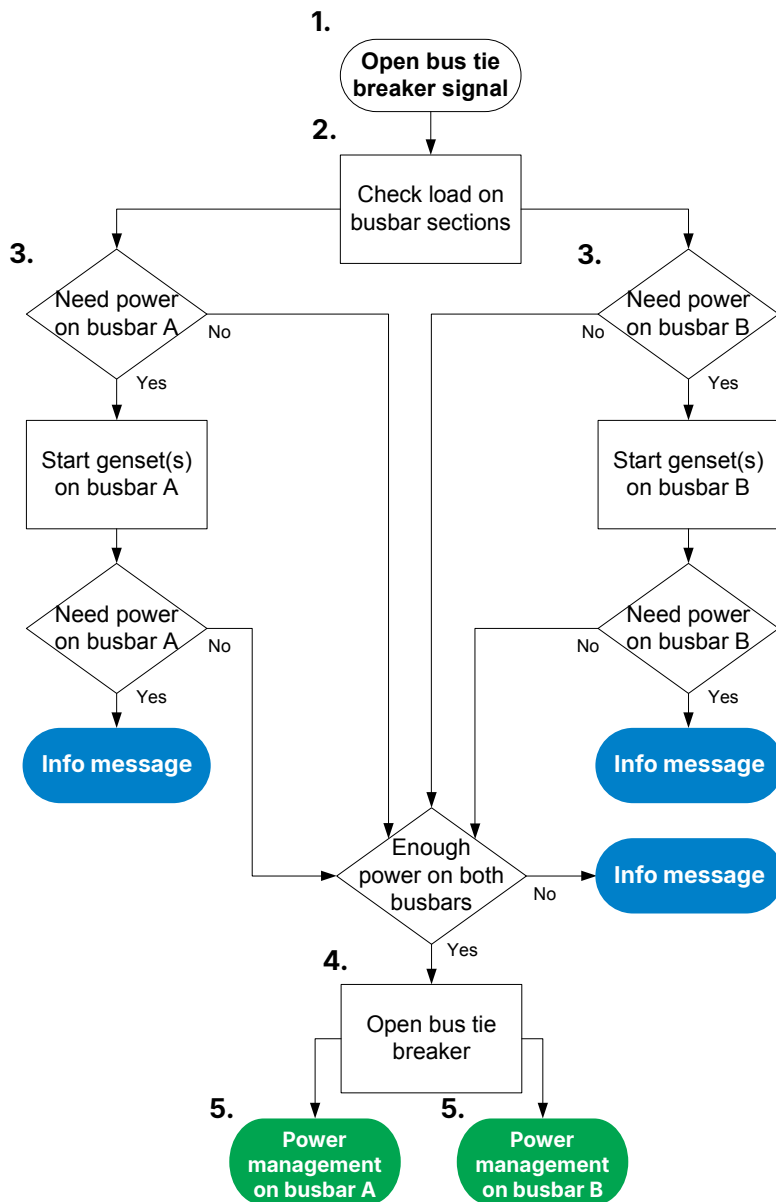 1.
Open bus tie
breaker signal
2.
Check load on
busbar sections
3.
Need power
on busbar A
No
Yes
3.
Need power
on busbar B
No
Yes
Start genset(s)
on busbar A
Start genset(s)
on busbar B
Need power
on busbar A
No
Yes
Need power
on busbar B
No
Yes
Info message
Info message
Enough
power on both
busbars
No
Yes
Info message
4.
Open bus tie
breaker
5.
Power
management
on busbar A
5.
Power
management
on busbar B